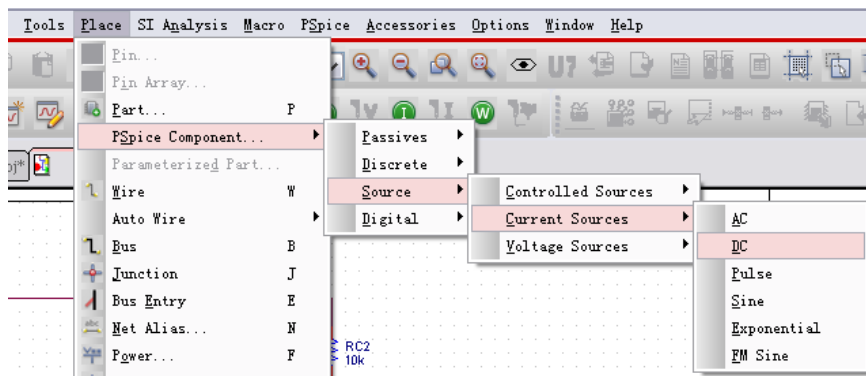 Tools Place SI Analysis Macro PSpice Accessories Options Window Help
Pin...
Pin Array...
Part... P
PSpice Component...
Parameterized Part...
Wire W
Auto Wire
Bus B
Junction J
Bus Entry E
Net Alias... N
Power... F
Passives
Discrete
Source
Digital
Controlled Sources
Current Sources
Voltage Sources
AC
DC
Pulse
Sine
Exponential
FM Sine
U?
V
I
W
abc
RC2
10k